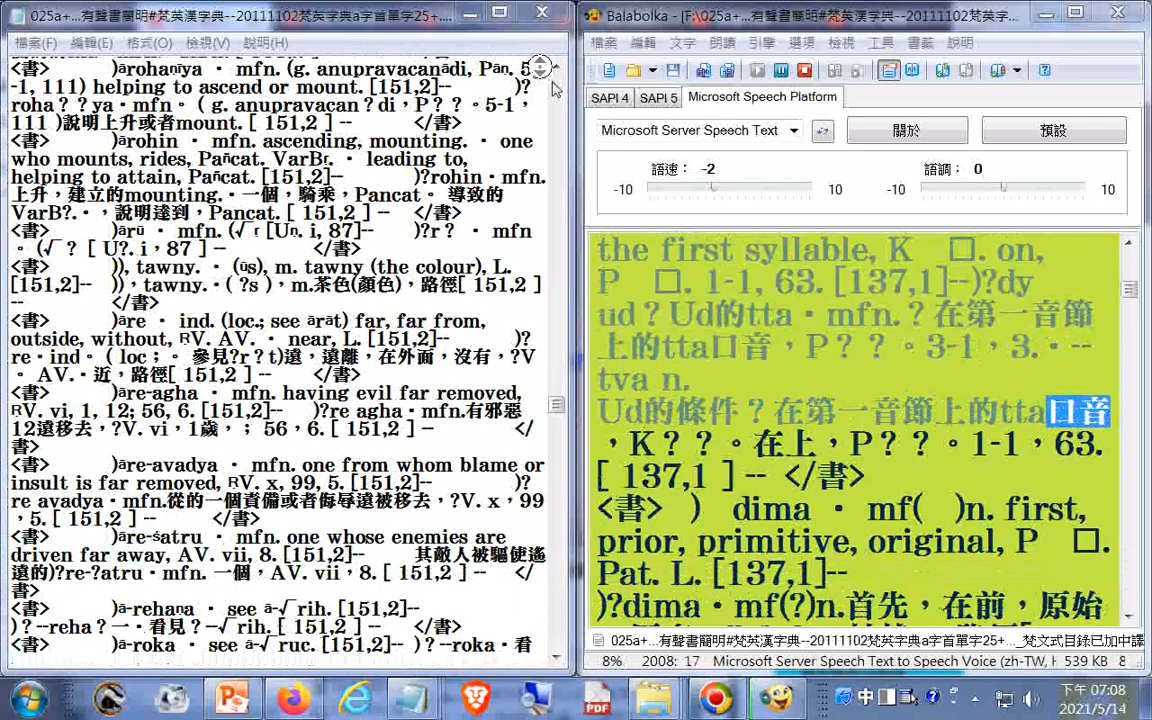 025a+...有聲書簡明#梵英漢字典--20111102梵英字典a字首單字25+ ...
檔案(F) 編輯(E) 格式(O) 檢視(V) 說明(H)
<書> )ārohaṇīya · mfn. (g. anupravacanādi, Pāṇ. 5
-1, 111) helping to ascend or mount. [151,2]-- )?
roha??ya · mfn。( g. anupravacan?di,P??。5-1,
111 )說明上升或者mount. [ 151,2 ] -- </書>
<書> )ārohin · mfn. ascending, mounting. · one
who mounts, rides, Pañcat. VarBṛ. · leading to,
helping to attain, Pañcat. [151,2]-- )?rohin · mfn.
上升,建立的mounting. · 一個,騎乘,Pancat。 導致的
VarB?. · ,說明達到,Pancat. [ 151,2 ] -- </書>
<書> )ārū · mfn. (√ṛ [Uṇ. i, 87]-- )?r? · mfn
。(√? [ U?. i,87 ] -- </書>
<書> )), tawny. · (ūs), m. tawny (the colour), L.
[151,2]-- )),tawny. · ( ?s ),m.茶色(顏色),路徑[ 151,2 ]
-- </書>
<書> )āre · ind. (loc.; see ārāt) far, far from,
outside, without, RV. AV. · near, L. [151,2]-- )?
re · ind。( loc;。 參見?r?t)遠,遠離,在外面,沒有,?V
。 AV. · 近,路徑[ 151,2 ] -- </書>
<書> )āre-agha · mfn. having evil far removed,
RV. vi, 1, 12; 56, 6. [151,2]-- )?re agha · mfn.有邪惡
12遠移去,?V. vi,1歲,; 56,6. [ 151,2 ] -- </
書>
<書> )āre-avadya · mfn. one from whom blame or
insult is far removed, RV. x, 99, 5. [151,2]-- )?
re avadya · mfn.從的一個責備或者侮辱遠被移去,?V. x,99
,5. [ 151,2 ] -- </書>
<書> )āre-śatru · mfn. one whose enemies are
driven far away, AV. vii, 8. [151,2]-- 其敵人被驅使遙
遠的)?re-?atru · mfn. 一個,AV. vii,8. [ 151,2 ] -- </
書>
<書> )ā-rehaṇa · see ā-√rih. [151,2]--
)?--reha?一 · 看見?--√rih. [ 151,2 ] -- </書>
<書> )ā-roka · see ā-√ruc. [151,2]-- )?--roka · 看
Balabolka - [F:\025a+...有聲書簡明#梵英漢字典--20111102梵英字...
檔案 編輯 文字 朗讀 引擎 選項 檢視 工具 書籤 說明
SAPI 4 SAPI 5 Microsoft Speech Platform
Microsoft Server Speech Text 關於 預設
語速: -2 語調: 0
-10 10 -10 10
the first syllable, K □. on,
P □. 1-1, 63. [137,1]--)?dy
ud?Ud的tta · mfn.?在第一音節
上的tta口音,P??。3-1,3. · --
tva n.
Ud的條件?在第一音節上的tta口音
,K??。在上,P??。1-1,63.
[ 137,1 ] -- </書>
<書> ) dima · mf( )n. first,
prior, primitive, original, P □.
Pat. L. [137,1]--
)?dima · mf(?)n.首先,在前,原始
025a+...有聲書簡明#梵英漢字典--20111102梵英字典a字首單字25+..._梵文式目錄已加中譯
8% 2008: 17 Microsoft Server Speech Text to Speech Voice (zh-TW, H 539 KB 8
中
下午 07:08
2021/5/14